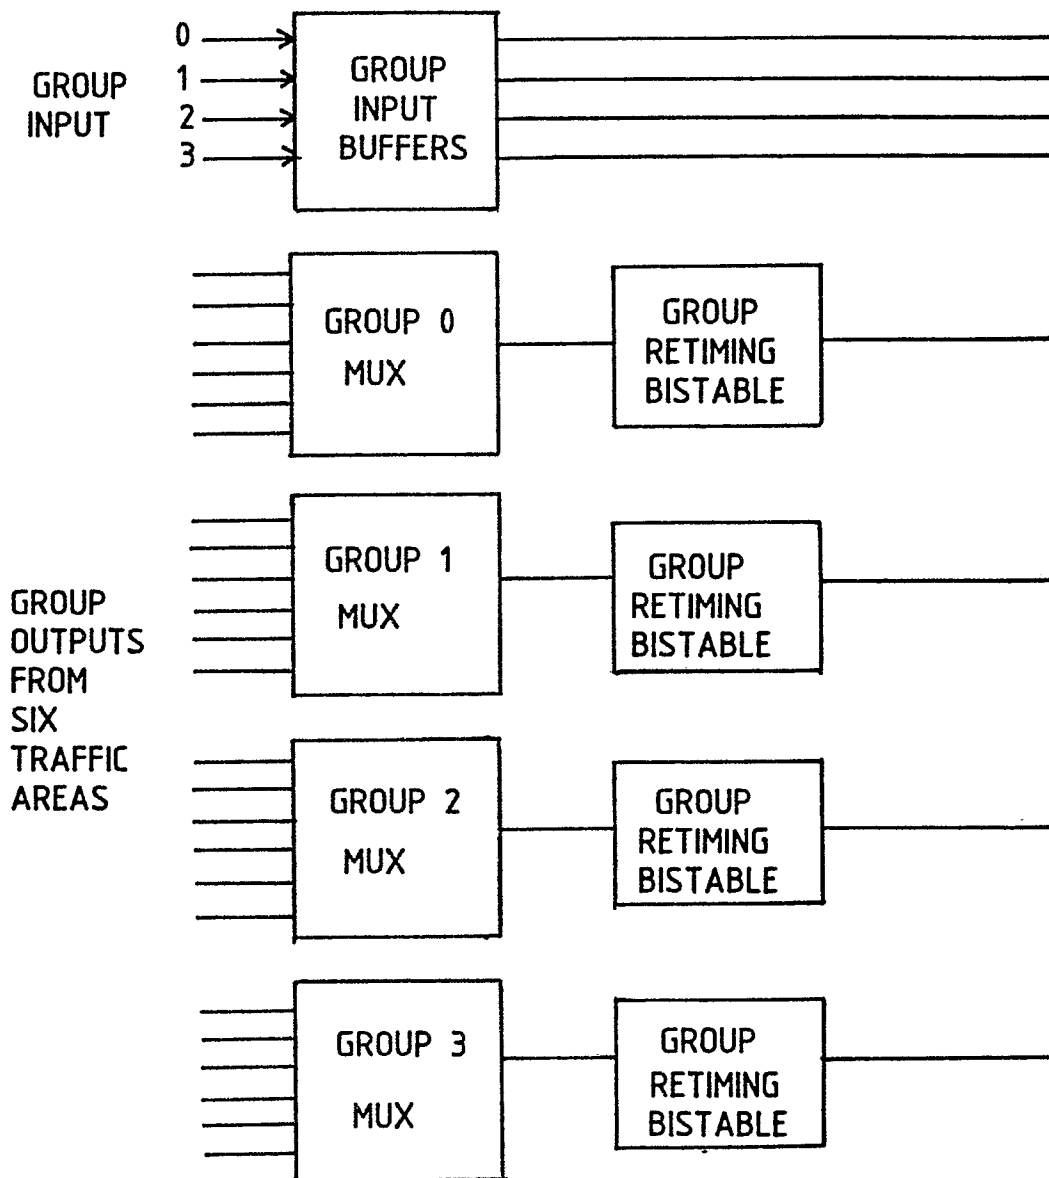 GROUP
INPUT
0
1
2
3
GROUP
INPUT
BUFFERS
GROUP 0
MUX
GROUP
RETIMING
BISTABLE
GROUP
OUTPUTS
FROM
SIX
TRAFFIC
AREAS
GROUP 1
MUX
GROUP
RETIMING
BISTABLE
GROUP 2
MUX
GROUP
RETIMING
BISTABLE
GROUP 3
MUX
GROUP
RETIMING
BISTABLE